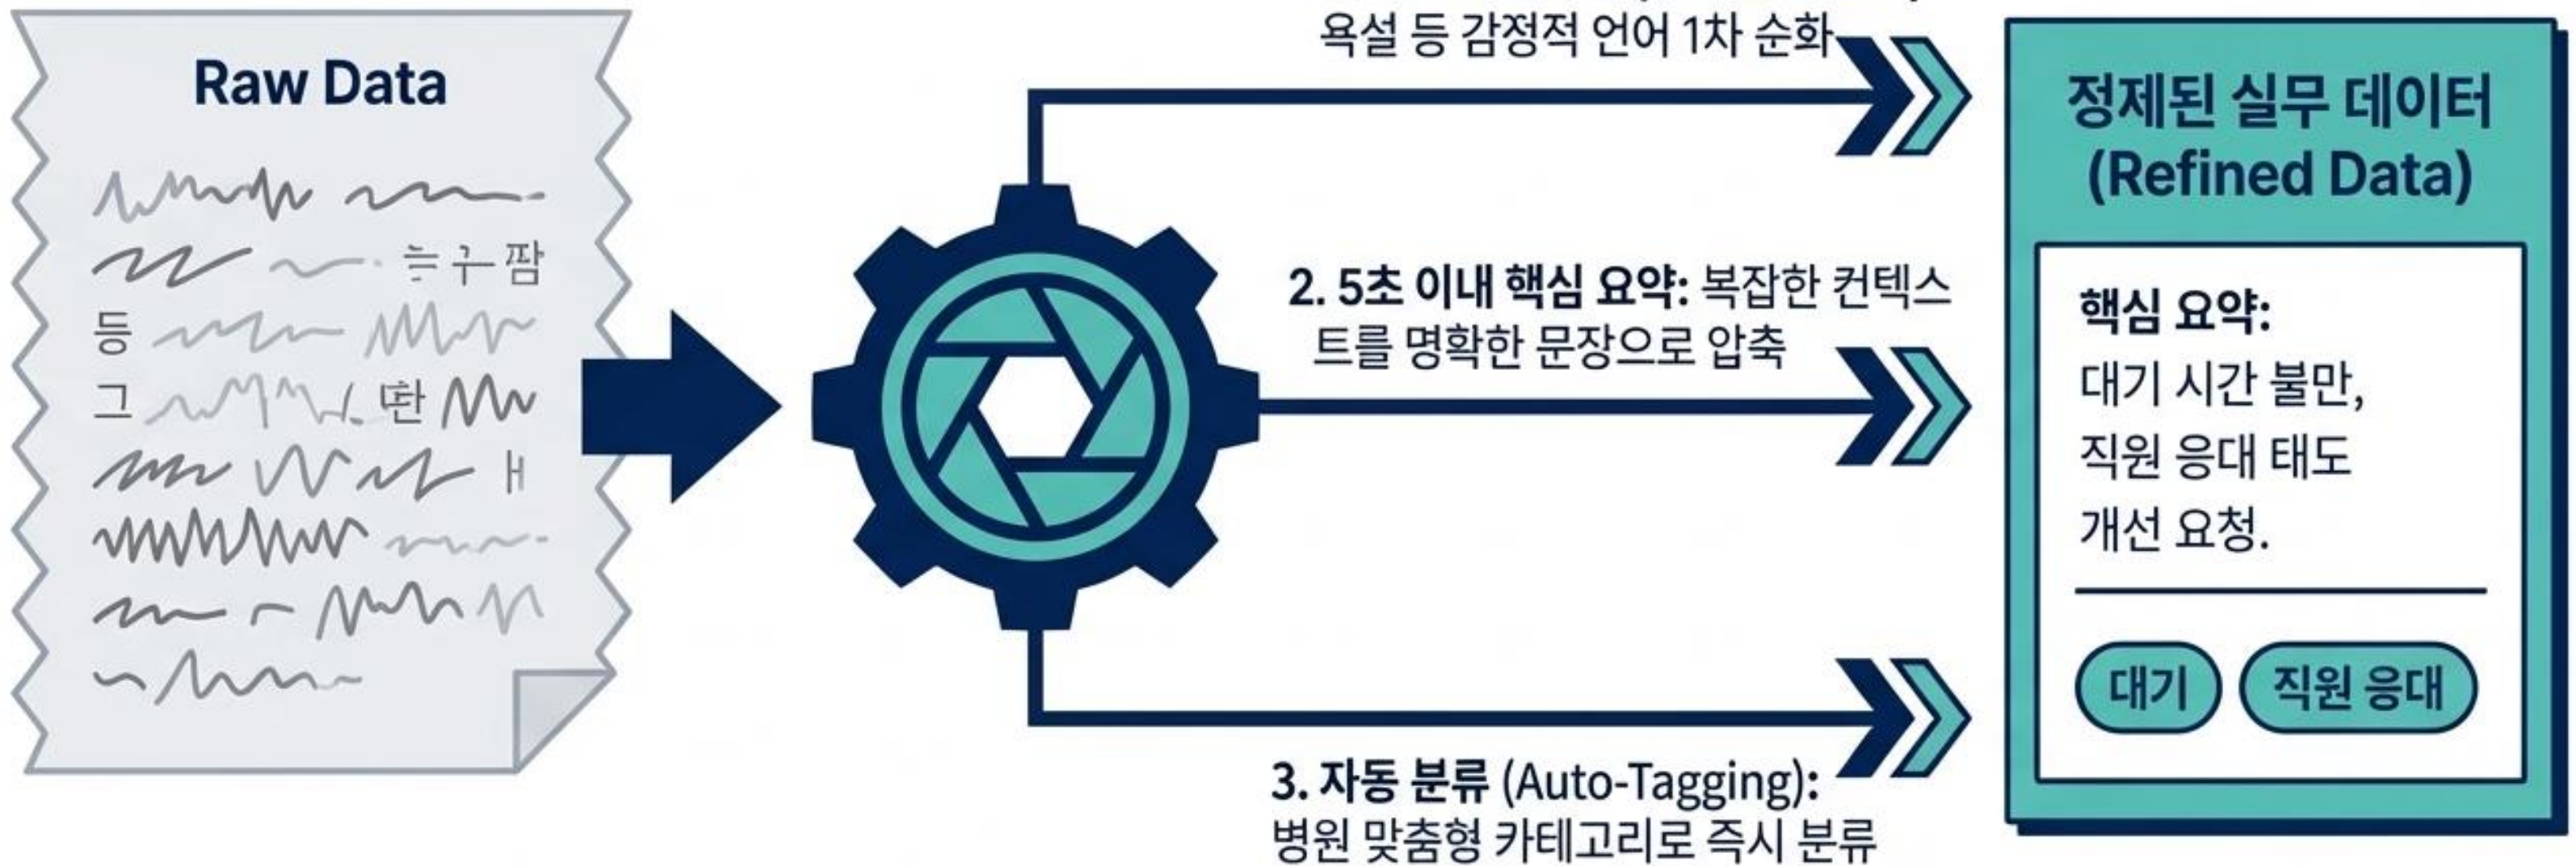 Raw Data
등
그
욕설 등 감정적 언어 1차 순화
2. 5초 이내 핵심 요약: 복잡한 컨텍스
트를 명확한 문장으로 압축
3. 자동 분류 (Auto-Tagging):
병원 맞춤형 카테고리로 즉시 분류
정제된 실무 데이터
(Refined Data)
핵심 요약:
대기 시간 불만,
직원 응대 태도
개선 요청.
대기
직원 응대